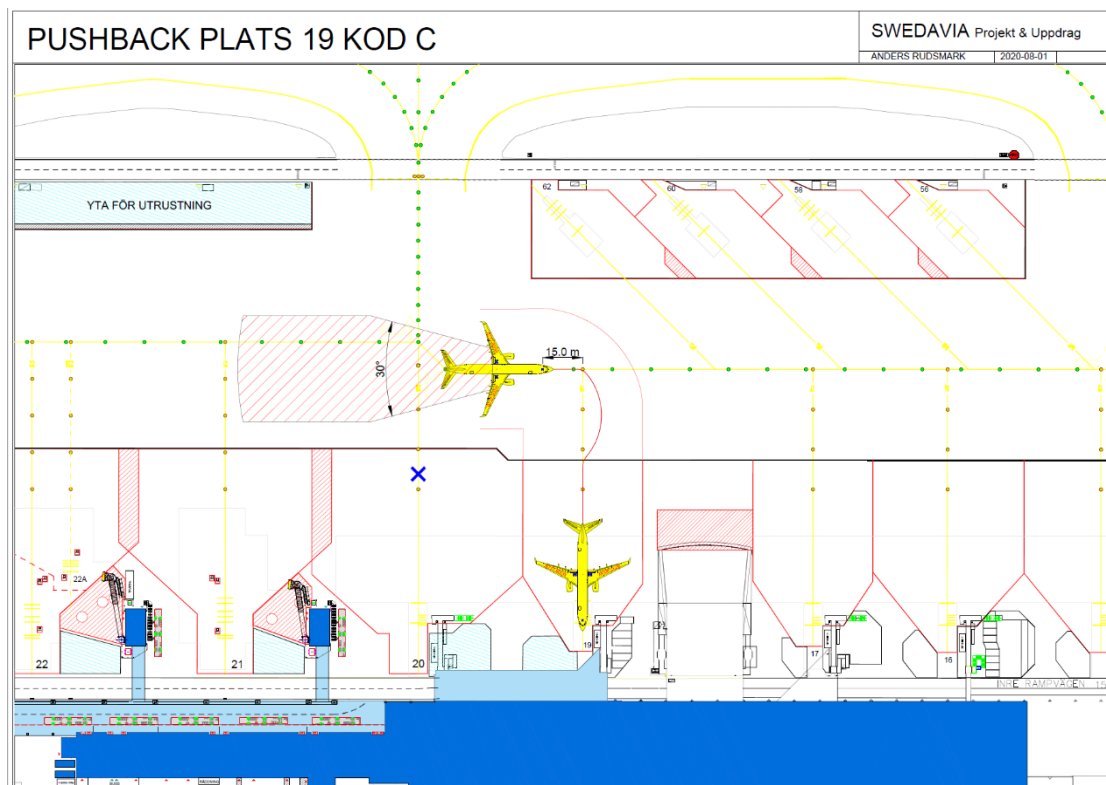 PUSHBACK PLATS 19 KOD C
SWEDAVIA Projekt & Uppdrag
ANDERS RUDSMARK 2020-08-01
62 60 58 56
YTA FÖR UTRUSTNING
15.0 m
30°
22A
22 21 20 19 17 16
INRE RAMPVÄGEN 15